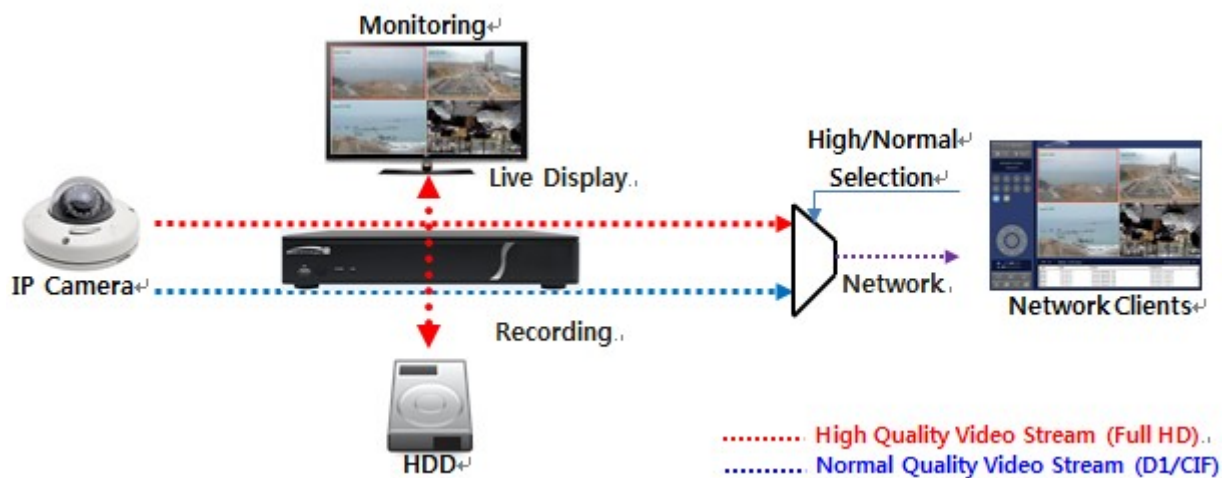 Monitoring↵
Live Display.
High/Normal↵
Selection↵
IP Camera↵
Network.
Network Clients↵
Recording.
HDD↵
High Quality Video Stream (Full HD).
Normal Quality Video Stream (D1/CIF)